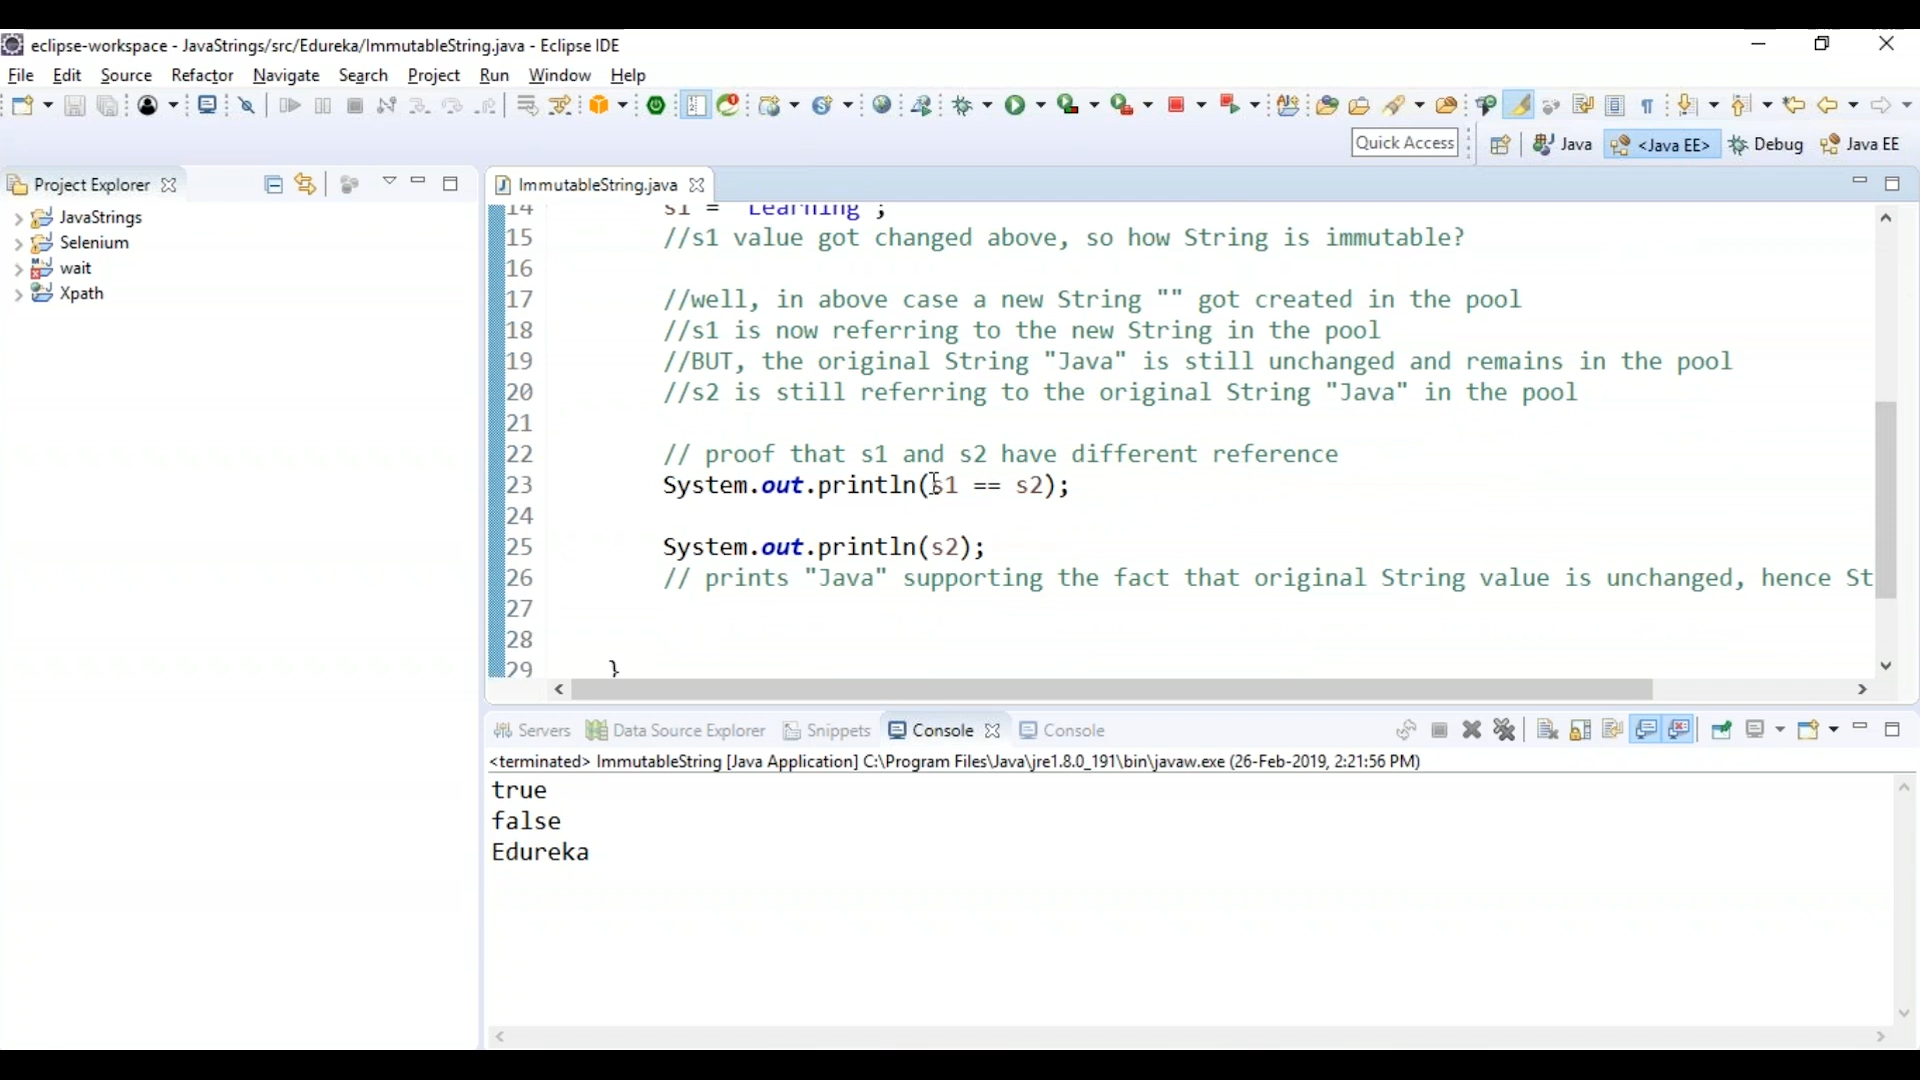 eclipse-workspace - JavaStrings/src/Edureka/ImmutableString.java - Eclipse IDE
File Edit Source Refactor Navigate Search Project Run Window Help
Quick Access Java <Java EE> Debug Java EE
Project Explorer
JavaStrings
Selenium
wait
Xpath
ImmutableString.java
14 s1 = "Learning";
15 //s1 value got changed above, so how String is immutable?
16
17 //well, in above case a new String "" got created in the pool
18 //s1 is now referring to the new String in the pool
19 //BUT, the original String "Java" is still unchanged and remains in the pool
20 //s2 is still referring to the original String "Java" in the pool
21
22 // proof that s1 and s2 have different reference
23 System.out.println(s1 == s2);
24
25 System.out.println(s2);
26 // prints "Java" supporting the fact that original String value is unchanged, hence St
27
28
29 }
Servers Data Source Explorer Snippets Console Console
<terminated> ImmutableString [Java Application] C:\Program Files\Java\jre1.8.0_191\bin\javaw.exe (26-Feb-2019, 2:21:56 PM)
true
false
Edureka